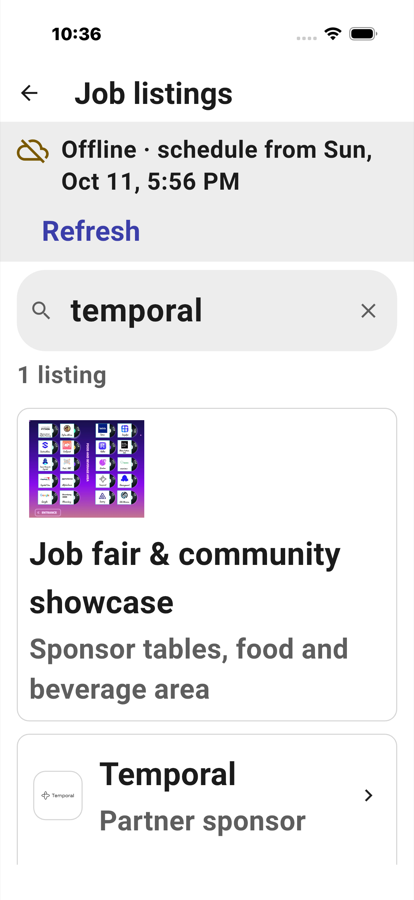 10:36
Job listings
Offline · schedule from Sun,
Oct 11, 5:56 PM
Refresh
temporal
1 listing
Job fair & community
showcase
Sponsor tables, food and
beverage area
Temporal
Temporal
Partner sponsor